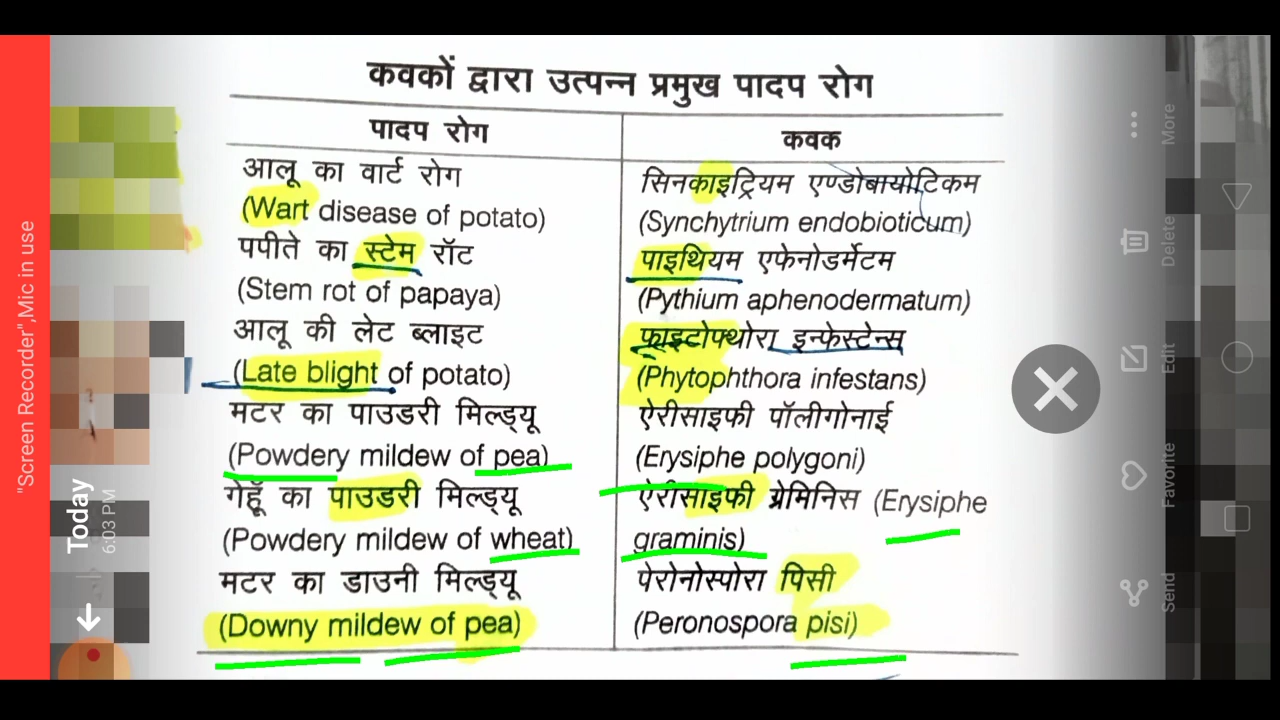 कवकों द्वारा उत्पन्न प्रमुख पादप रोग
पादप रोग
कवक
आलू का वार्ट रोग
(Wart disease of potato)
सिनकाइट्रियम एण्डोबायोटिकम
(Synchytrium endobioticum)
पपीते का स्टेम रॉट
(Stem rot of papaya)
पाइथियम एफेनोडर्मेटम
(Pythium aphenodermatum)
आलू की लेट ब्लाइट
(Late blight of potato)
फाइटोफ्थोरा इन्फेस्टेन्स
(Phytophthora infestans)
मटर का पाउडरी मिल्ड्यू
(Powdery mildew of pea)
ऐरीसाइफी पॉलीगोनाई
(Erysiphe polygoni)
गेहूँ का पाउडरी मिल्ड्यू
(Powdery mildew of wheat)
ऐरीसाइफी ग्रेमिनिस (Erysiphe
graminis)
मटर का डाउनी मिल्ड्यू
(Downy mildew of pea)
पेरोनोस्पोरा पिसी
(Peronospora pisi)
"Screen Recorder",Mic in use
Today
6:03 PM
More
Delete
Edit
Favorite
Send